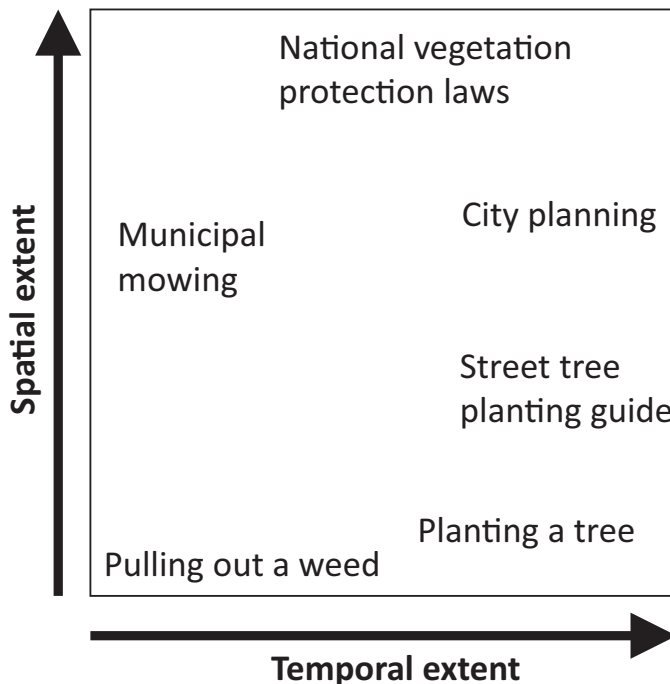 National vegetation
protection laws
City planning
Municipal
mowing
Street tree
planting guide
Planting a tree
Pulling out a weed
Spatial extent
Temporal extent